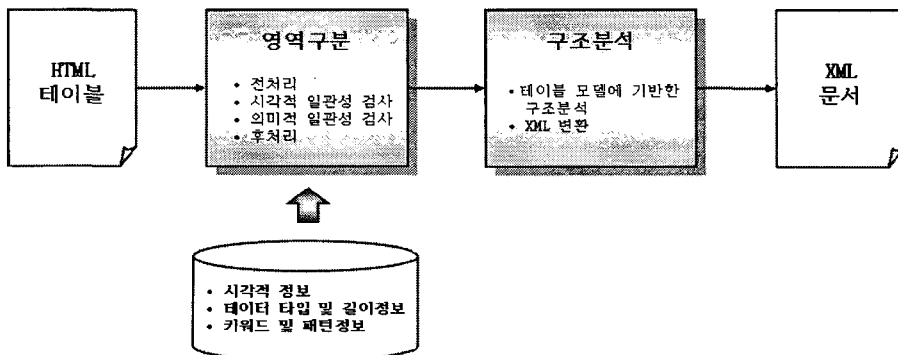 HTML
테이블
영역구분
• 전처리
• 시각적 일관성 검사
• 의미적 일관성 검사
• 후처리
구조분석
• 테이블 모델에 기반한
구조분석
• XML 변환
XML
문서
• 시각적 정보
• 데이터 타입 및 길이정보
• 키워드 및 패턴정보